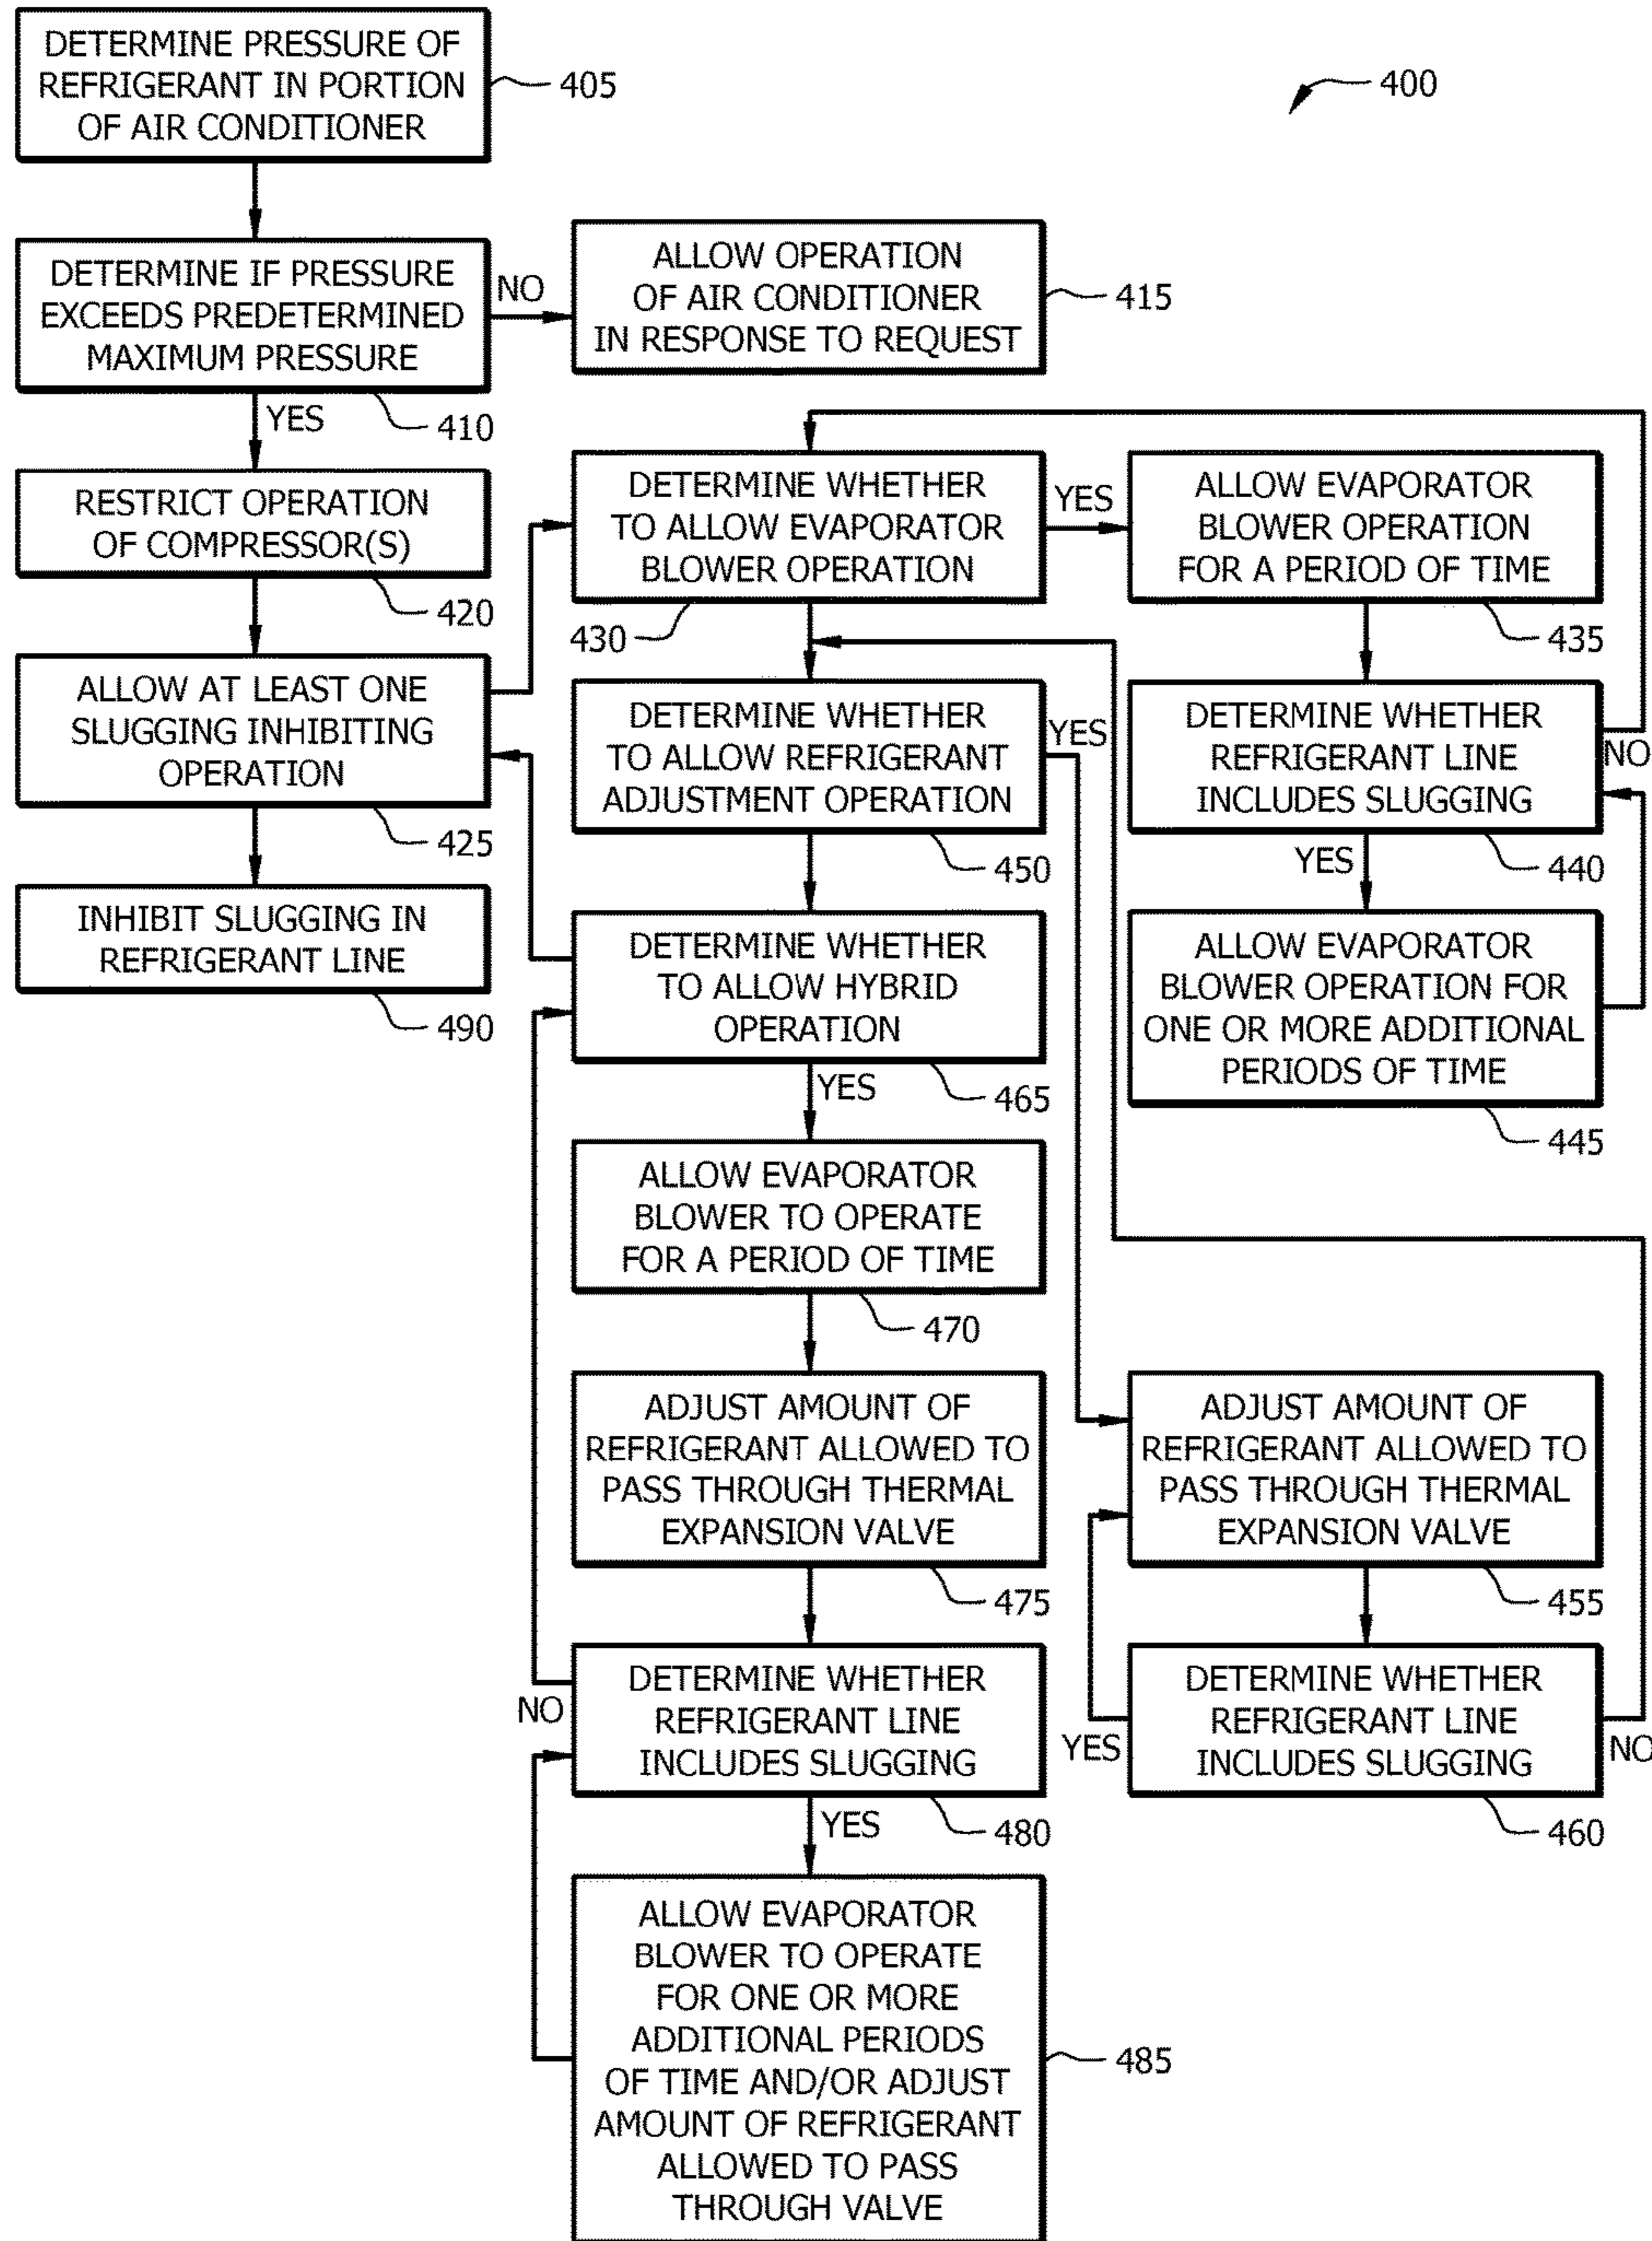 DETERMINE PRESSURE OF
REFRIGERANT IN PORTION
OF AIR CONDITIONER
405
400
DETERMINE IF PRESSURE
EXCEEDS PREDETERMINED
MAXIMUM PRESSURE
410
NO
ALLOW OPERATION
OF AIR CONDITIONER
IN RESPONSE TO REQUEST
415
YES
RESTRICT OPERATION
OF COMPRESSOR(S)
420
ALLOW AT LEAST ONE
SLUGGING INHIBITING
OPERATION
425
INHIBIT SLUGGING IN
REFRIGERANT LINE
490
DETERMINE WHETHER
TO ALLOW EVAPORATOR
BLOWER OPERATION
430
YES
ALLOW EVAPORATOR
BLOWER OPERATION
FOR A PERIOD OF TIME
435
DETERMINE WHETHER
REFRIGERANT LINE
INCLUDES SLUGGING
440
NO
YES
ALLOW EVAPORATOR
BLOWER OPERATION FOR
ONE OR MORE ADDITIONAL
PERIODS OF TIME
445
DETERMINE WHETHER
TO ALLOW REFRIGERANT
ADJUSTMENT OPERATION
450
YES
DETERMINE WHETHER
TO ALLOW HYBRID
OPERATION
465
YES
ALLOW EVAPORATOR
BLOWER TO OPERATE
FOR A PERIOD OF TIME
470
ADJUST AMOUNT OF
REFRIGERANT ALLOWED TO
PASS THROUGH THERMAL
EXPANSION VALVE
475
ADJUST AMOUNT OF
REFRIGERANT ALLOWED TO
PASS THROUGH THERMAL
EXPANSION VALVE
455
DETERMINE WHETHER
REFRIGERANT LINE
INCLUDES SLUGGING
480
NO
YES
DETERMINE WHETHER
REFRIGERANT LINE
INCLUDES SLUGGING
460
YES
NO
ALLOW EVAPORATOR
BLOWER TO OPERATE
FOR ONE OR MORE
ADDITIONAL PERIODS
OF TIME AND/OR ADJUST
AMOUNT OF REFRIGERANT
ALLOWED TO PASS
THROUGH VALVE
485